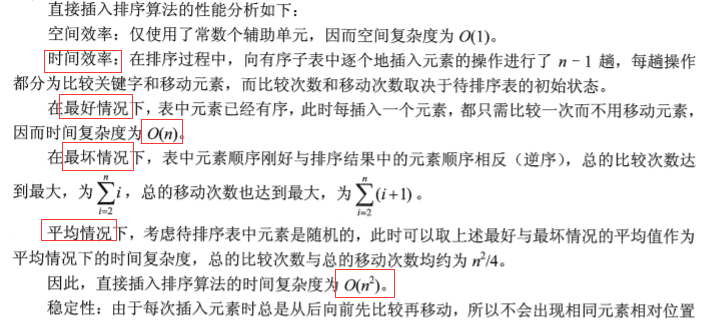 直接插入排序算法的性能分析如下：
空间效率：仅使用了常数个辅助单元，因而空间复杂度为 O(1)。
时间效率：在排序过程中，向有序子表中逐个地插入元素的操作进行了 n－1 趟，每趟操作
都分为比较关键字和移动元素，而比较次数和移动次数取决于待排序表的初始状态。
在最好情况下，表中元素已经有序，此时每插入一个元素，都只需比较一次而不用移动元素，
因而时间复杂度为 O(n)。
在最坏情况下，表中元素顺序刚好与排序结果中的元素顺序相反（逆序），总的比较次数达
到最大，为 ∑_{i=2}^{n} i，总的移动次数也达到最大，为 ∑_{i=2}^{n} (i+1)。
平均情况下，考虑待排序表中元素是随机的，此时可以取上述最好与最坏情况的平均值作为
平均情况下的时间复杂度，总的比较次数与总的移动次数均约为 n²/4。
因此，直接插入排序算法的时间复杂度为 O(n²)。
稳定性：由于每次插入元素时总是从后向前先比较再移动，所以不会出现相同元素相对位置